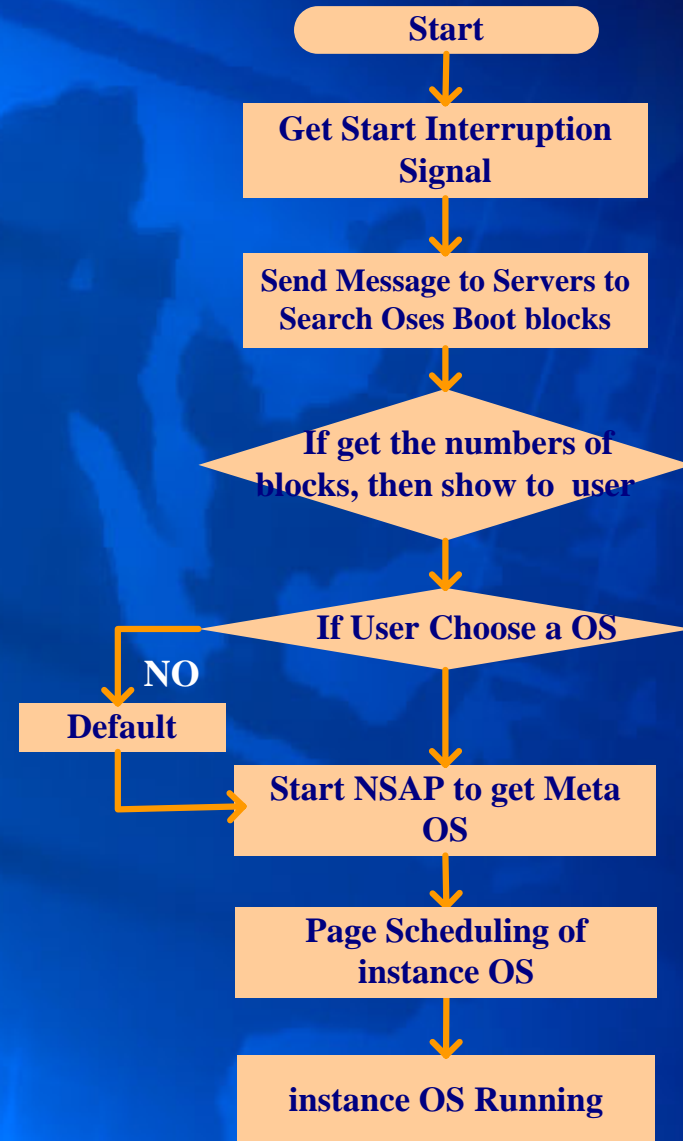 Start
Get Start Interruption
Signal
Send Message to Servers to
Search Oses Boot blocks
If get the numbers of
blocks, then show to user
If User Choose a OS
NO
Default
Start NSAP to get Meta
OS
Page Scheduling of
instance OS
instance OS Running